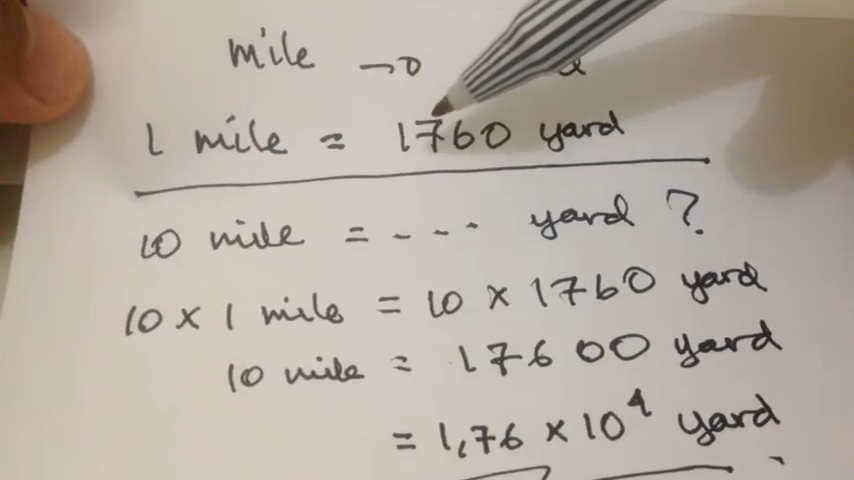 mile →
1 mile = 1760 yard
10 mile = - - - - yard ?
10 × 1 mile = 10 × 1760 yard
10 mile = 17600 yard
= 1,76 × 10⁴ yard